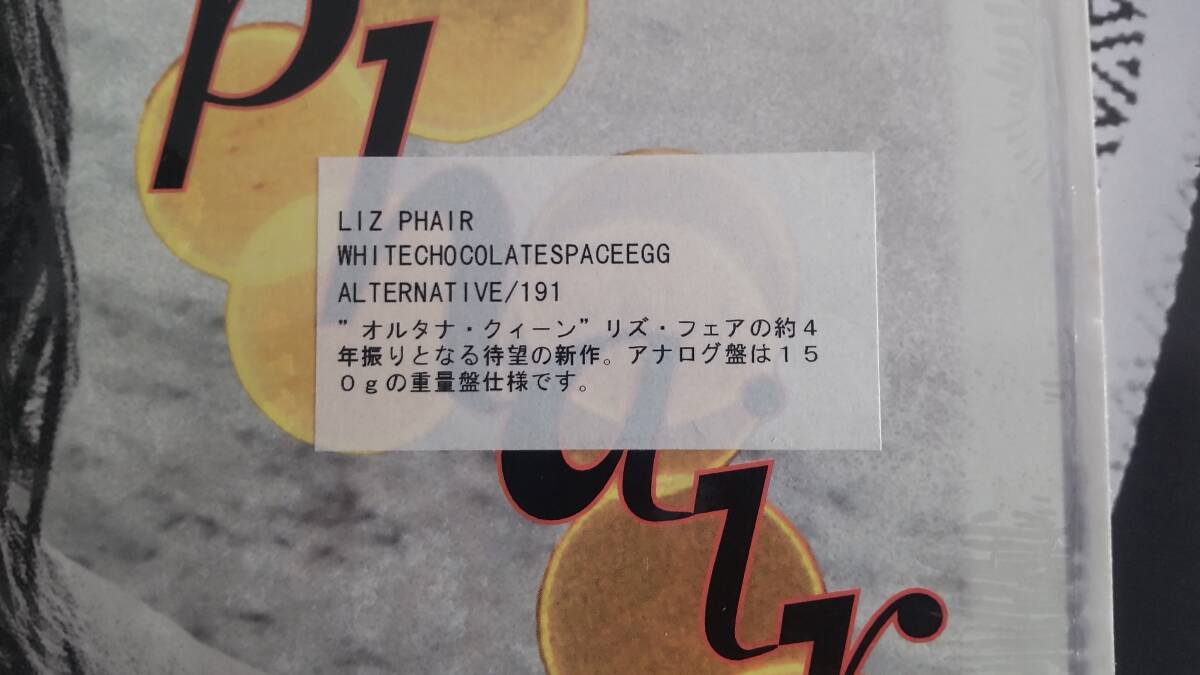 phair
LIZ PHAIR
WHITECHOCOLATESPACEEGG
ALTERNATIVE/191
”オルタナ・クィーン”リズ・フェアの約４
年振りとなる待望の新作。アナログ盤は１５
０ｇの重量盤仕様です。